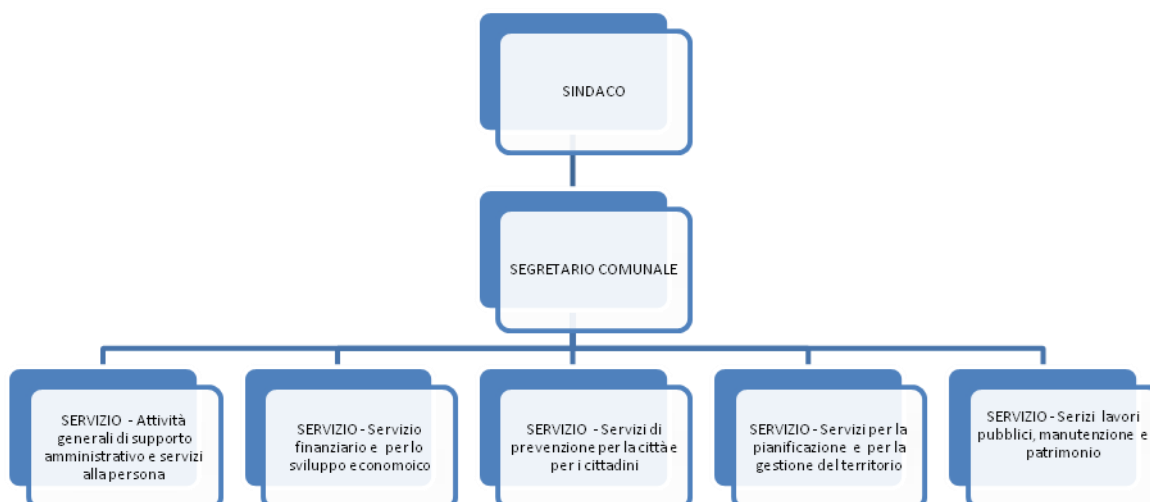 SINDACO
SEGRETARIO COMUNALE
SERVIZIO - Attività
generali di supporto
amministrativo e servizi
alla persona
SERVIZIO - Servizio
finanziario e per lo
sviluppo economoico
SERVIZIO - Servizi di
prevenzione per la città e
per i cittadini
SERVIZIO - Servizi per la
pianificazione e per la
gestione del territorio
SERVIZIO - Serizi lavori
pubblici, manutenzione e
patrimonio